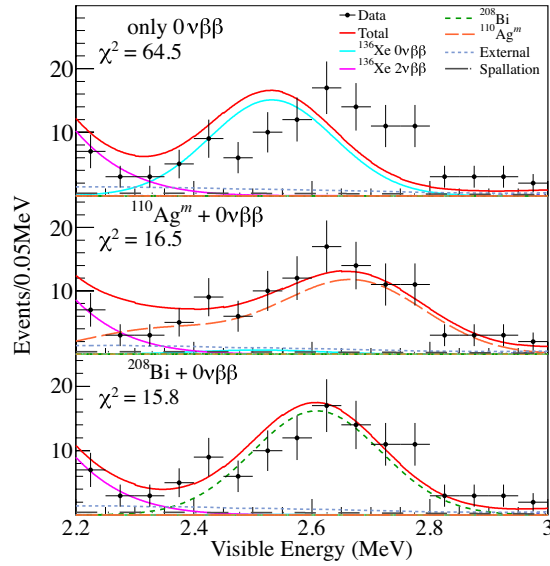 only 0νββ
χ² = 64.5
Data
Total
¹³⁶Xe 0νββ
¹³⁶Xe 2νββ
²⁰⁸Bi
¹¹⁰Agᵐ
External
Spallation
20
10
¹¹⁰Agᵐ + 0νββ
χ² = 16.5
20
10
Events/0.05MeV
²⁰⁸Bi + 0νββ
χ² = 15.8
20
10
2.2 2.4 2.6 2.8 3
Visible Energy (MeV)